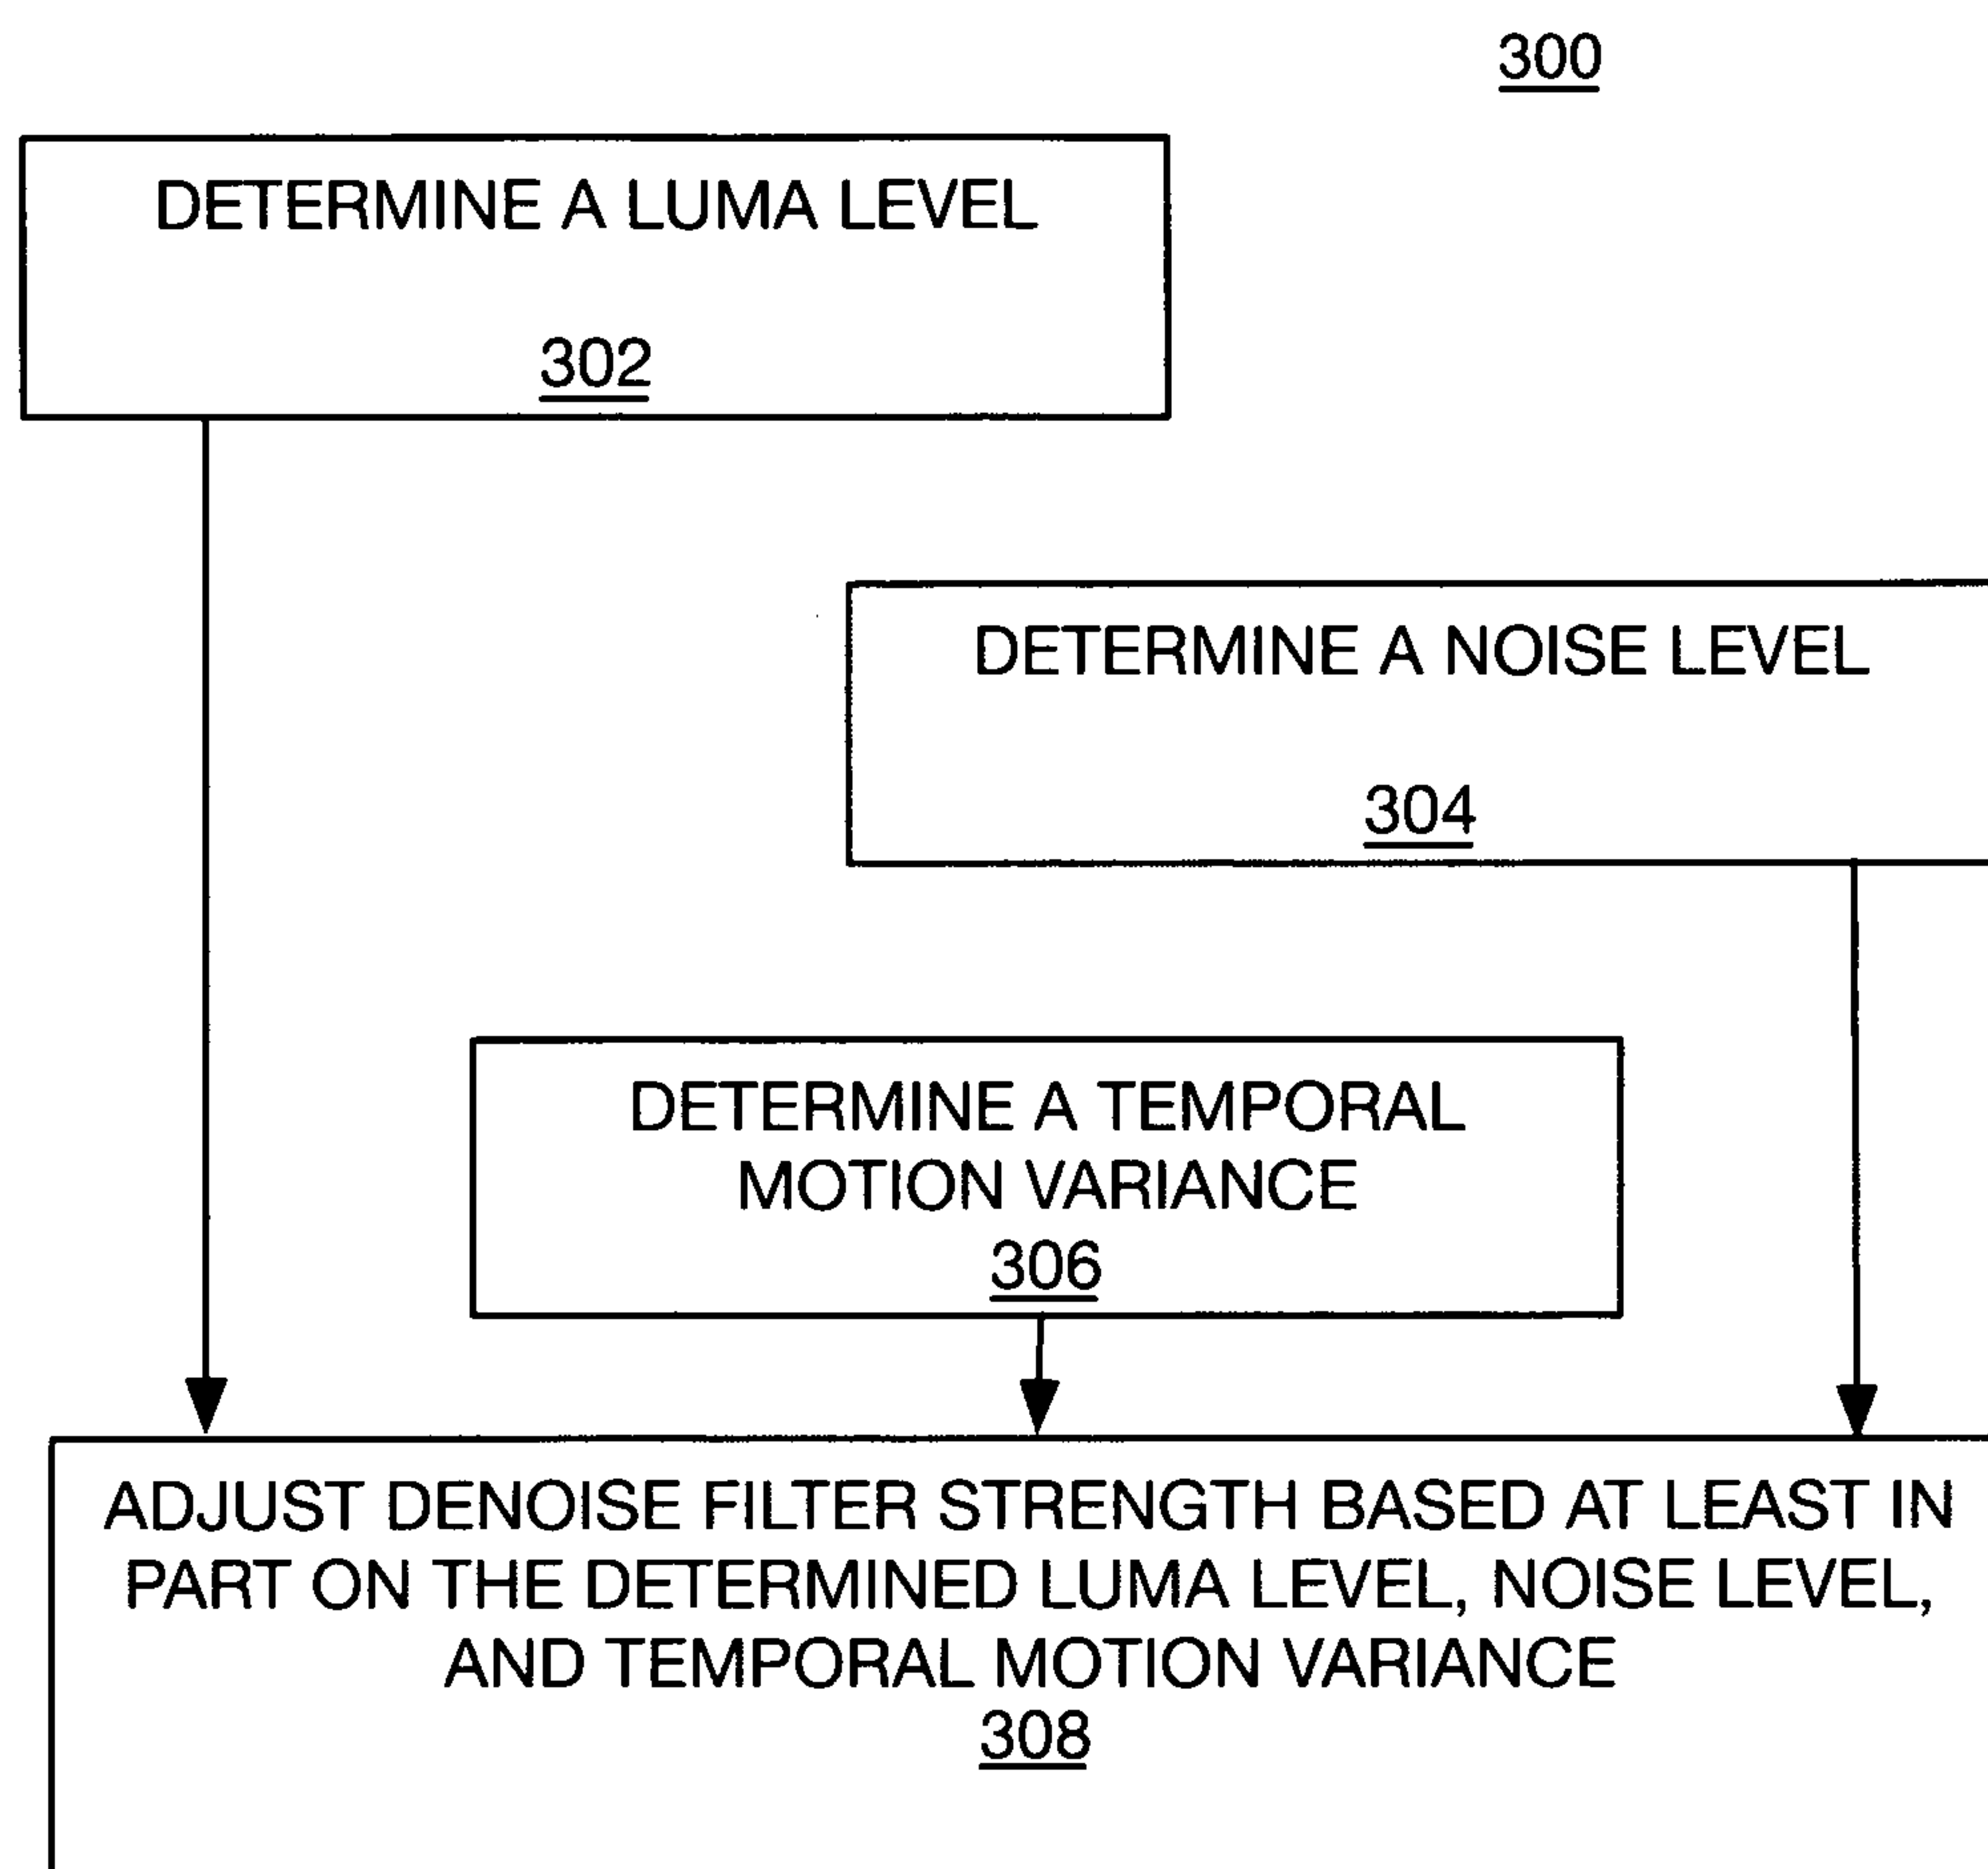 300
DETERMINE A LUMA LEVEL
302
DETERMINE A NOISE LEVEL
304
DETERMINE A TEMPORAL
MOTION VARIANCE
306
ADJUST DENOISE FILTER STRENGTH BASED AT LEAST IN
PART ON THE DETERMINED LUMA LEVEL, NOISE LEVEL,
AND TEMPORAL MOTION VARIANCE
308